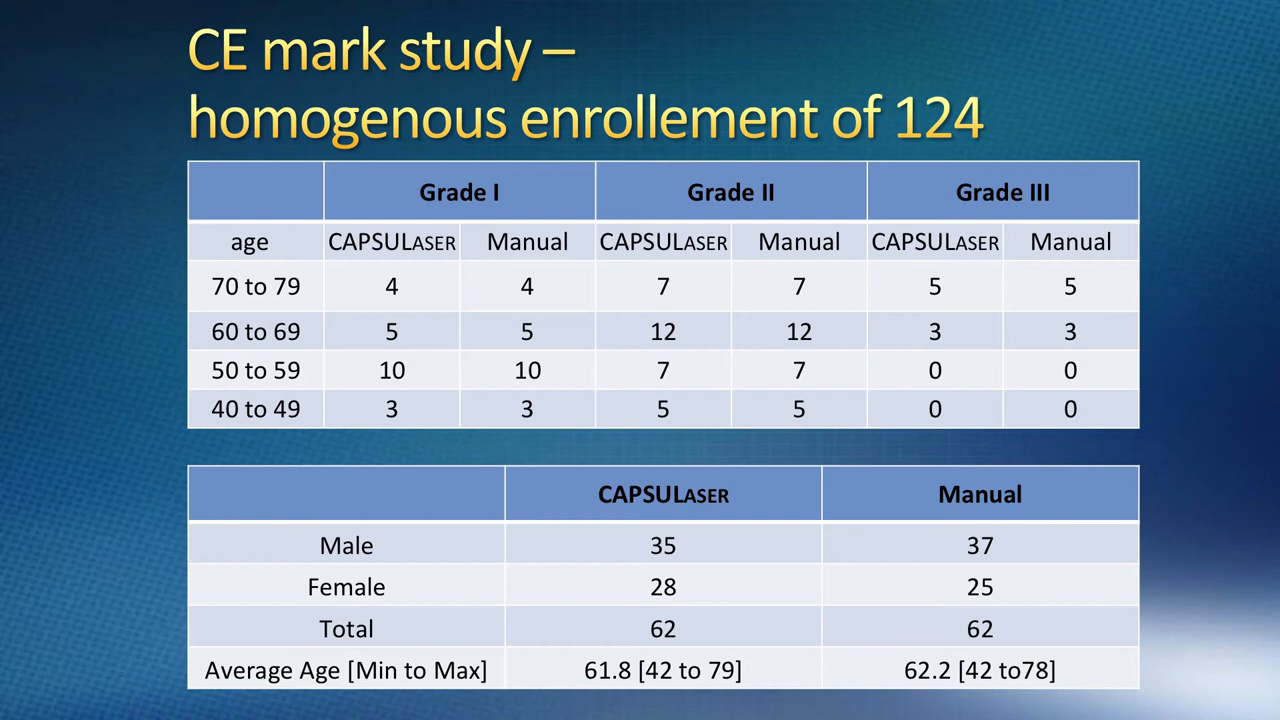 CE mark study –
homogenous enrollement of 124
Grade I Grade II Grade III
age CAPSULASER Manual CAPSULASER Manual CAPSULASER Manual
70 to 79 4 4 7 7 5 5
60 to 69 5 5 12 12 3 3
50 to 59 10 10 7 7 0 0
40 to 49 3 3 5 5 0 0
CAPSULASER Manual
Male 35 37
Female 28 25
Total 62 62
Average Age [Min to Max] 61.8 [42 to 79] 62.2 [42 to78]